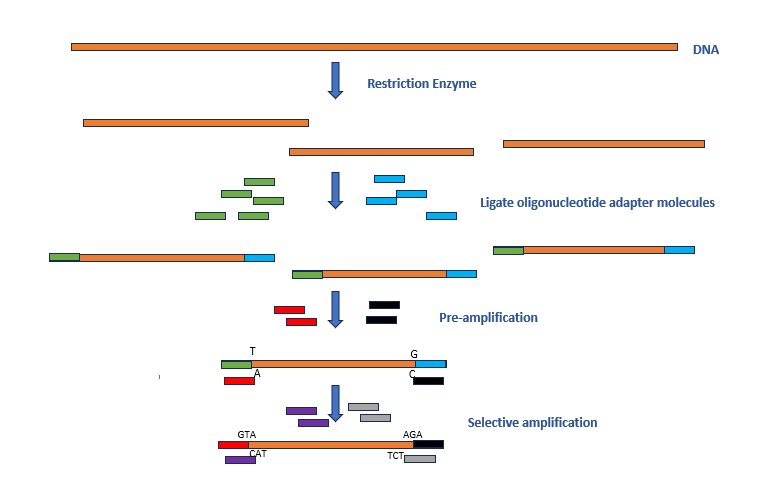 DNA
Restriction Enzyme
Ligate oligonucleotide adapter molecules
Pre-amplification
T
G
A
C
Selective amplification
GTA
AGA
CAT
TCT